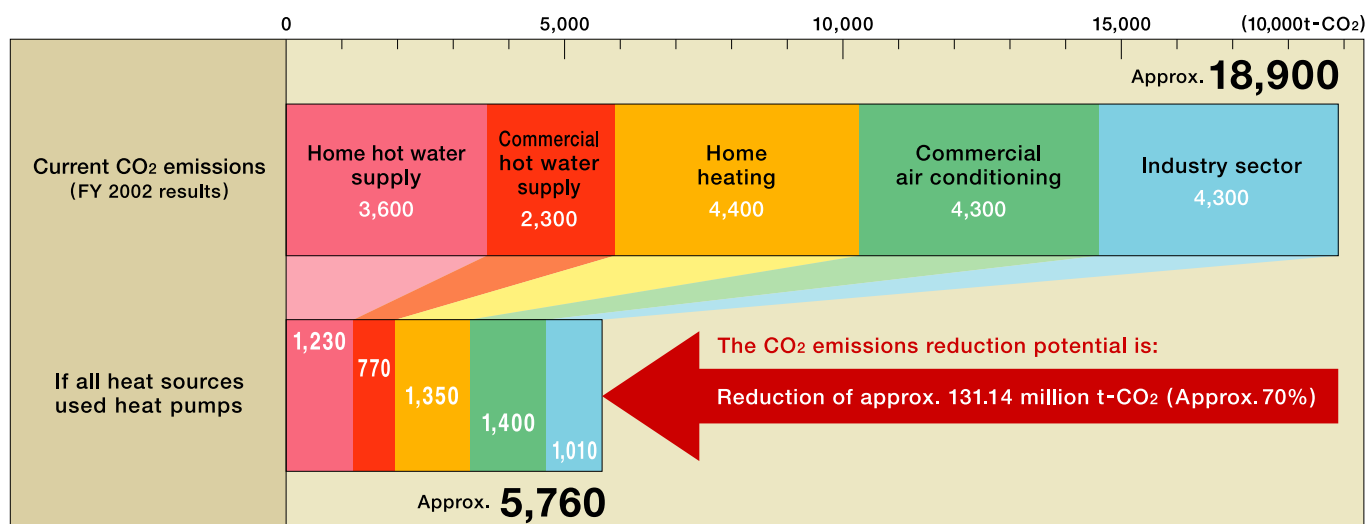 0 5,000 10,000 15,000 (10,000t-CO₂)
Approx. 18,900
Current CO₂ emissions
(FY 2002 results)
Home hot water
supply
3,600
Commercial
hot water
supply
2,300
Home
heating
4,400
Commercial
air conditioning
4,300
Industry sector
4,300
If all heat sources
used heat pumps
1,230
770
1,350
1,400
1,010
The CO₂ emissions reduction potential is:
Reduction of approx. 131.14 million t-CO₂ (Approx. 70%)
Approx. 5,760